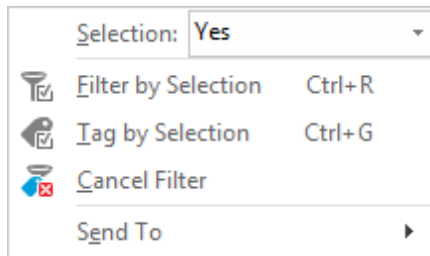 Selection: Yes
Filter by Selection Ctrl+R
Tag by Selection Ctrl+G
Cancel Filter
Send To